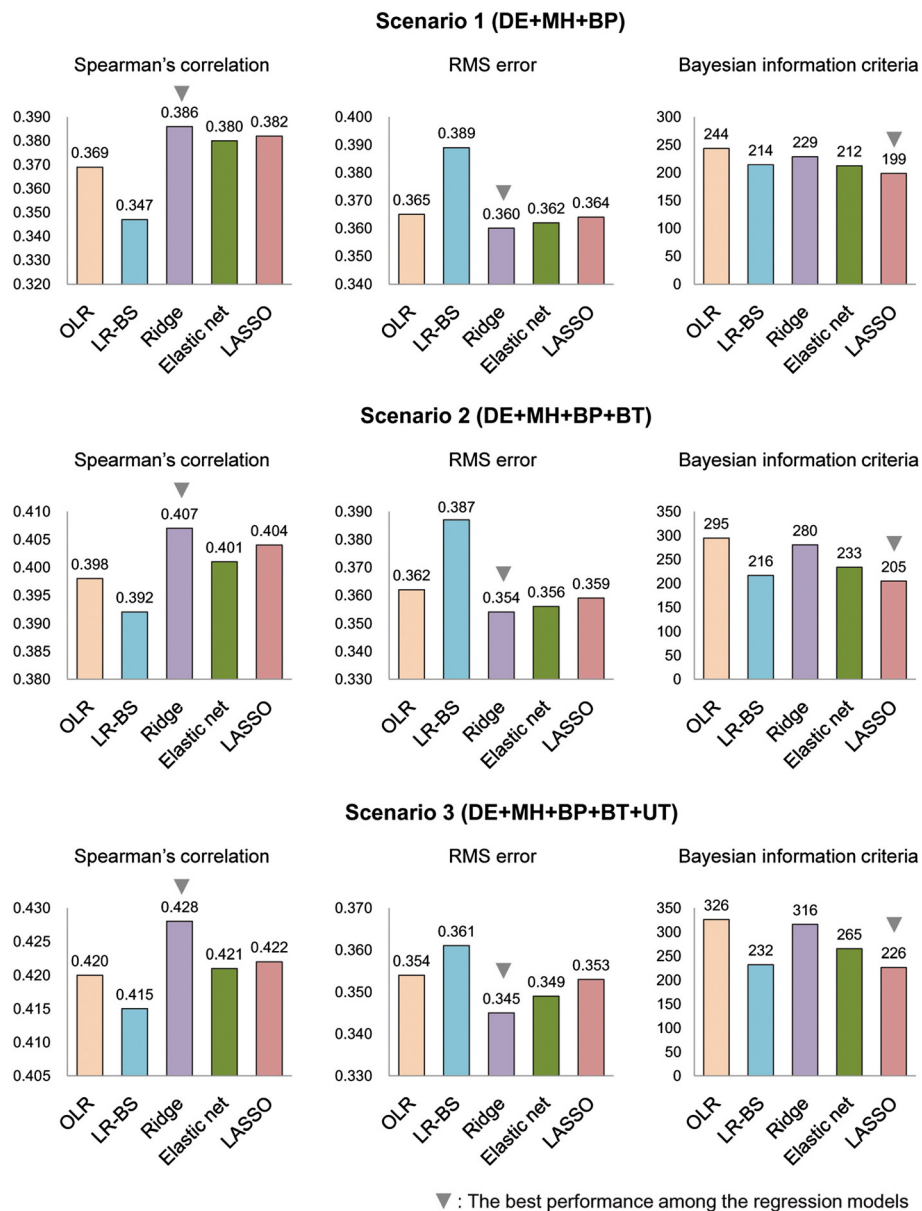 Scenario 1 (DE+MH+BP)
Spearman's correlation
0.390
0.380
0.370
0.360
0.350
0.340
0.330
0.320
0.369
0.347
0.386
0.380
0.382
OLR
LR-BS
Ridge
Elastic net
LASSO
RMS error
0.400
0.390
0.380
0.370
0.360
0.350
0.340
0.365
0.389
0.360
0.362
0.364
OLR
LR-BS
Ridge
Elastic net
LASSO
Bayesian information criteria
300
250
200
150
100
50
0
244
214
229
212
199
OLR
LR-BS
Ridge
Elastic net
LASSO
Scenario 2 (DE+MH+BP+BT)
Spearman's correlation
0.410
0.405
0.400
0.395
0.390
0.385
0.380
0.398
0.392
0.407
0.401
0.404
OLR
LR-BS
Ridge
Elastic net
LASSO
RMS error
0.390
0.380
0.370
0.360
0.350
0.340
0.330
0.362
0.387
0.354
0.356
0.359
OLR
LR-BS
Ridge
Elastic net
LASSO
Bayesian information criteria
350
300
250
200
150
100
50
0
295
216
280
233
205
OLR
LR-BS
Ridge
Elastic net
LASSO
Scenario 3 (DE+MH+BP+BT+UT)
Spearman's correlation
0.430
0.425
0.420
0.415
0.410
0.405
0.420
0.415
0.428
0.421
0.422
OLR
LR-BS
Ridge
Elastic net
LASSO
RMS error
0.370
0.360
0.350
0.340
0.330
0.354
0.361
0.345
0.349
0.353
OLR
LR-BS
Ridge
Elastic net
LASSO
Bayesian information criteria
350
300
250
200
150
100
50
0
326
232
316
265
226
OLR
LR-BS
Ridge
Elastic net
LASSO
▼ : The best performance among the regression models